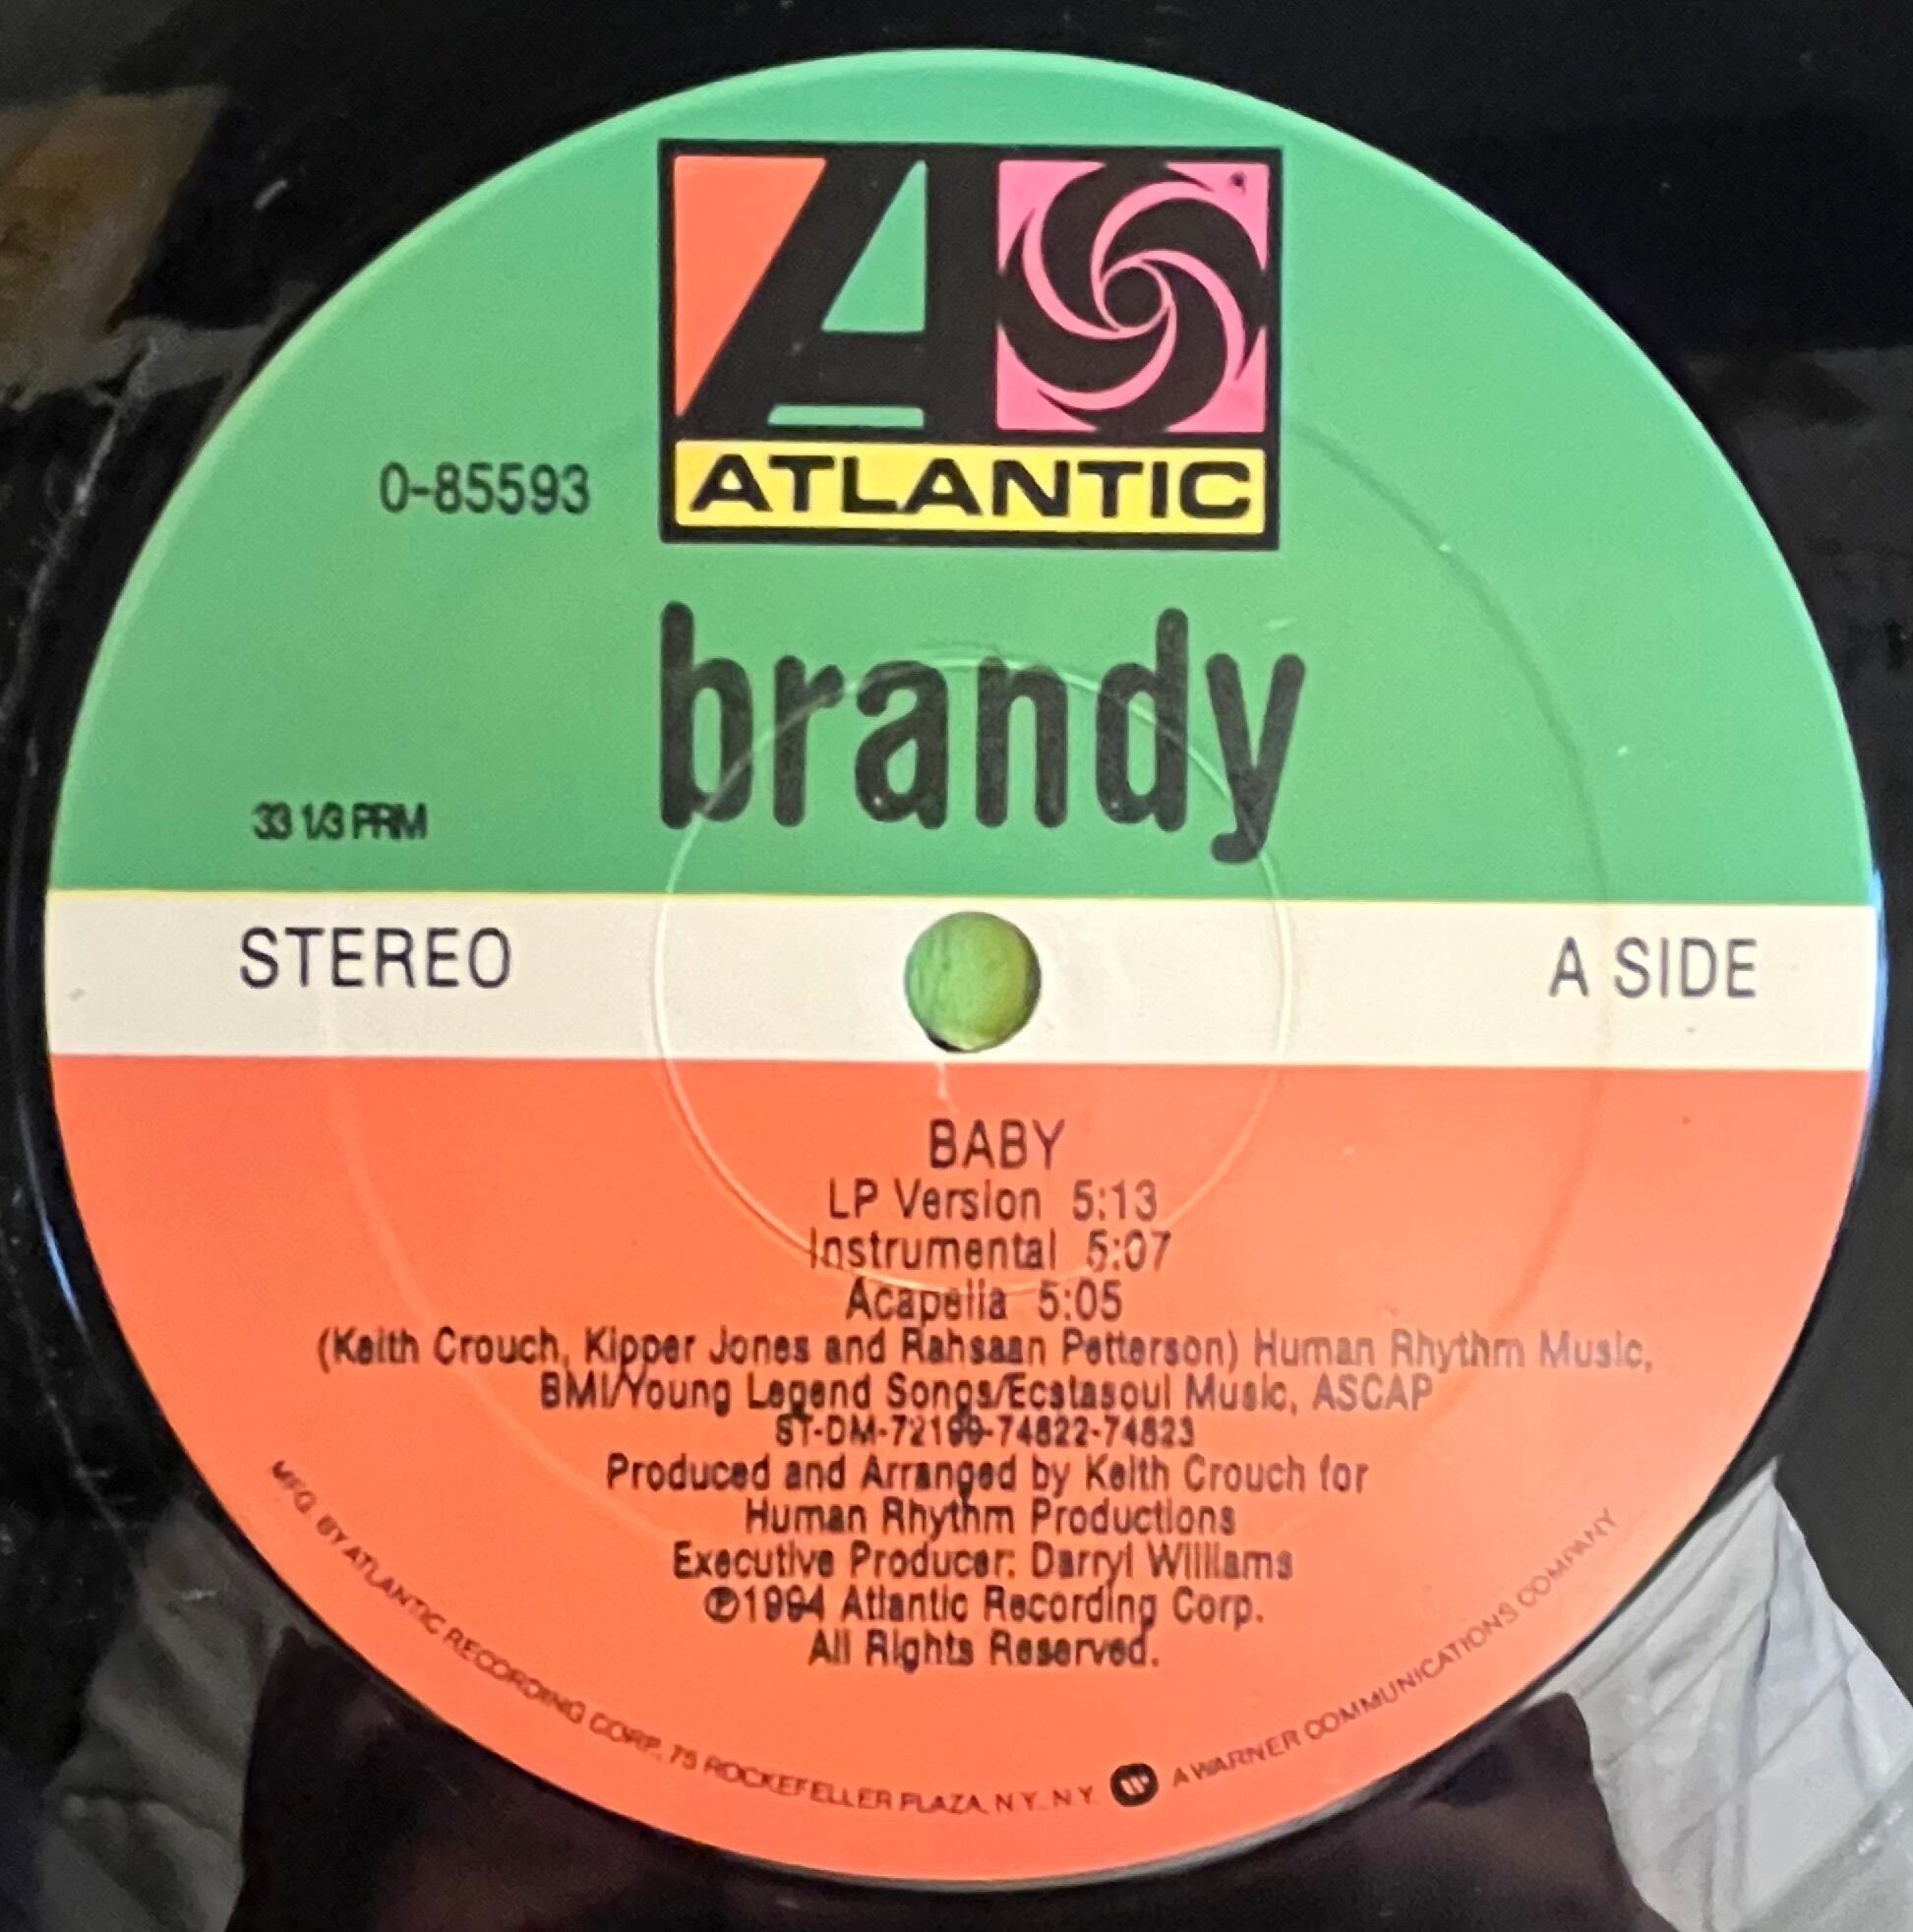 ATLANTIC
0-85593
brandy
33 1/3 PRM
STEREO
A SIDE
BABY
LP Version 5:13
Instrumental 5:07
Acapella 5:05
(Keith Crouch, Kipper Jones and Rahsaan Petterson) Human Rhythm Music,
BMI/Young Legend Songs/Ecstasoul Music, ASCAP
ST-DM-72199-74822-74823
Produced and Arranged by Keith Crouch for
Human Rhythm Productions
Executive Producer: Darryl Williams
℗1994 Atlantic Recording Corp.
All Rights Reserved.
MFG. BY ATLANTIC RECORDING CORP., 75 ROCKEFELLER PLAZA, N.Y., N.Y. A WARNER COMMUNICATIONS COMPANY